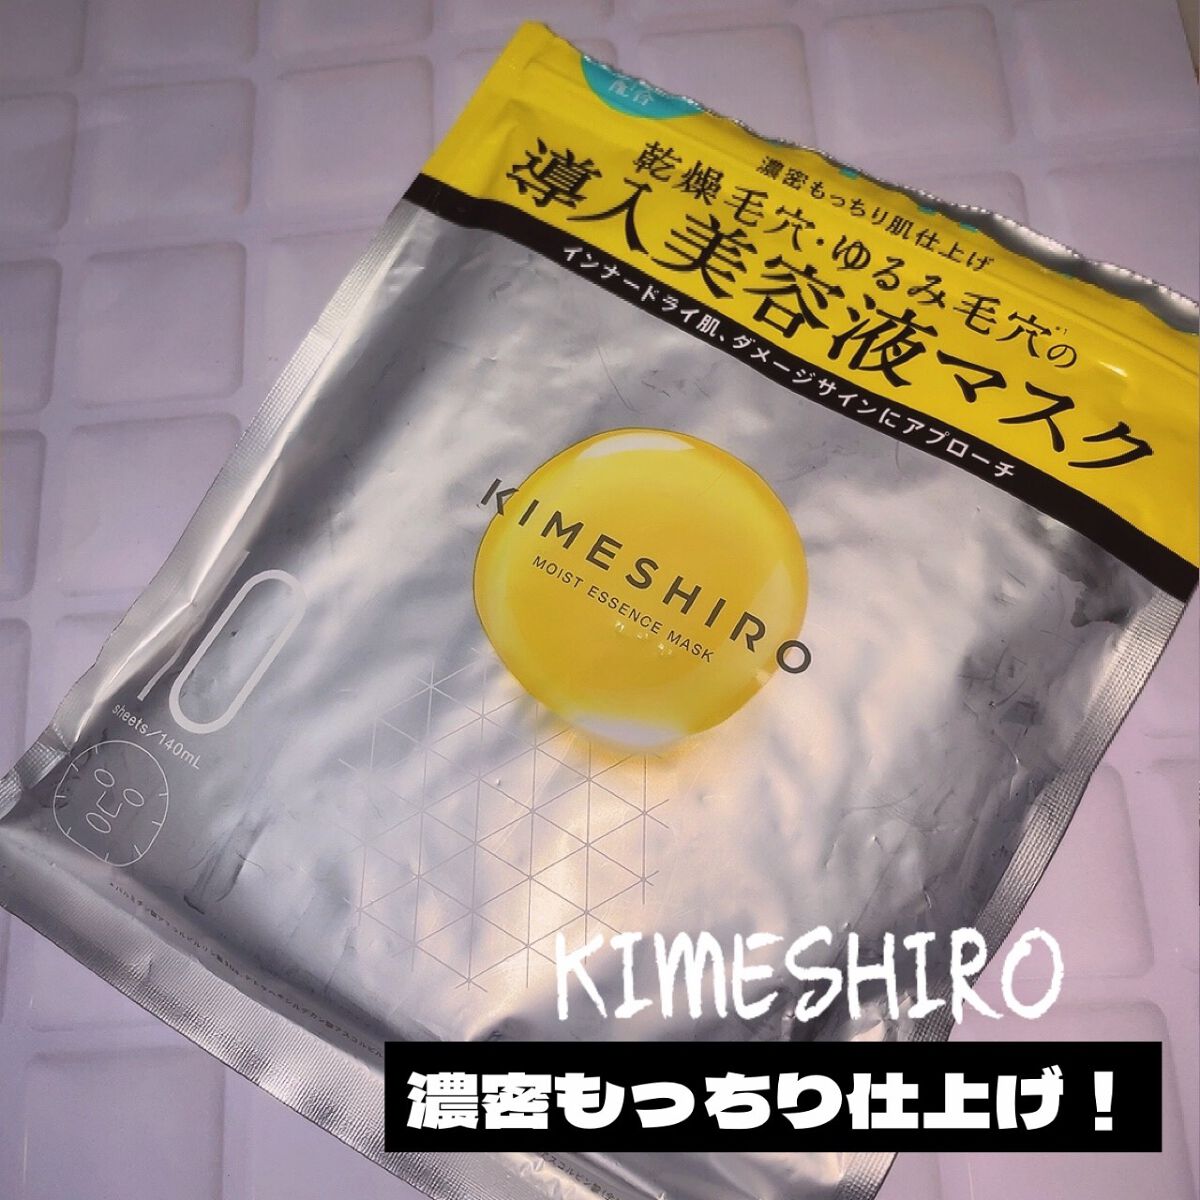 配合
濃密もっちり肌仕上げ
乾燥毛穴・ゆるみ毛穴の*1
導入美容液マスク
インナードライ肌、ダメージサインにアプローチ
KIMESHIRO
MOIST ESSENCE MASK
10
sheets/140mL
KIMESHIRO
濃密もっちり仕上げ！